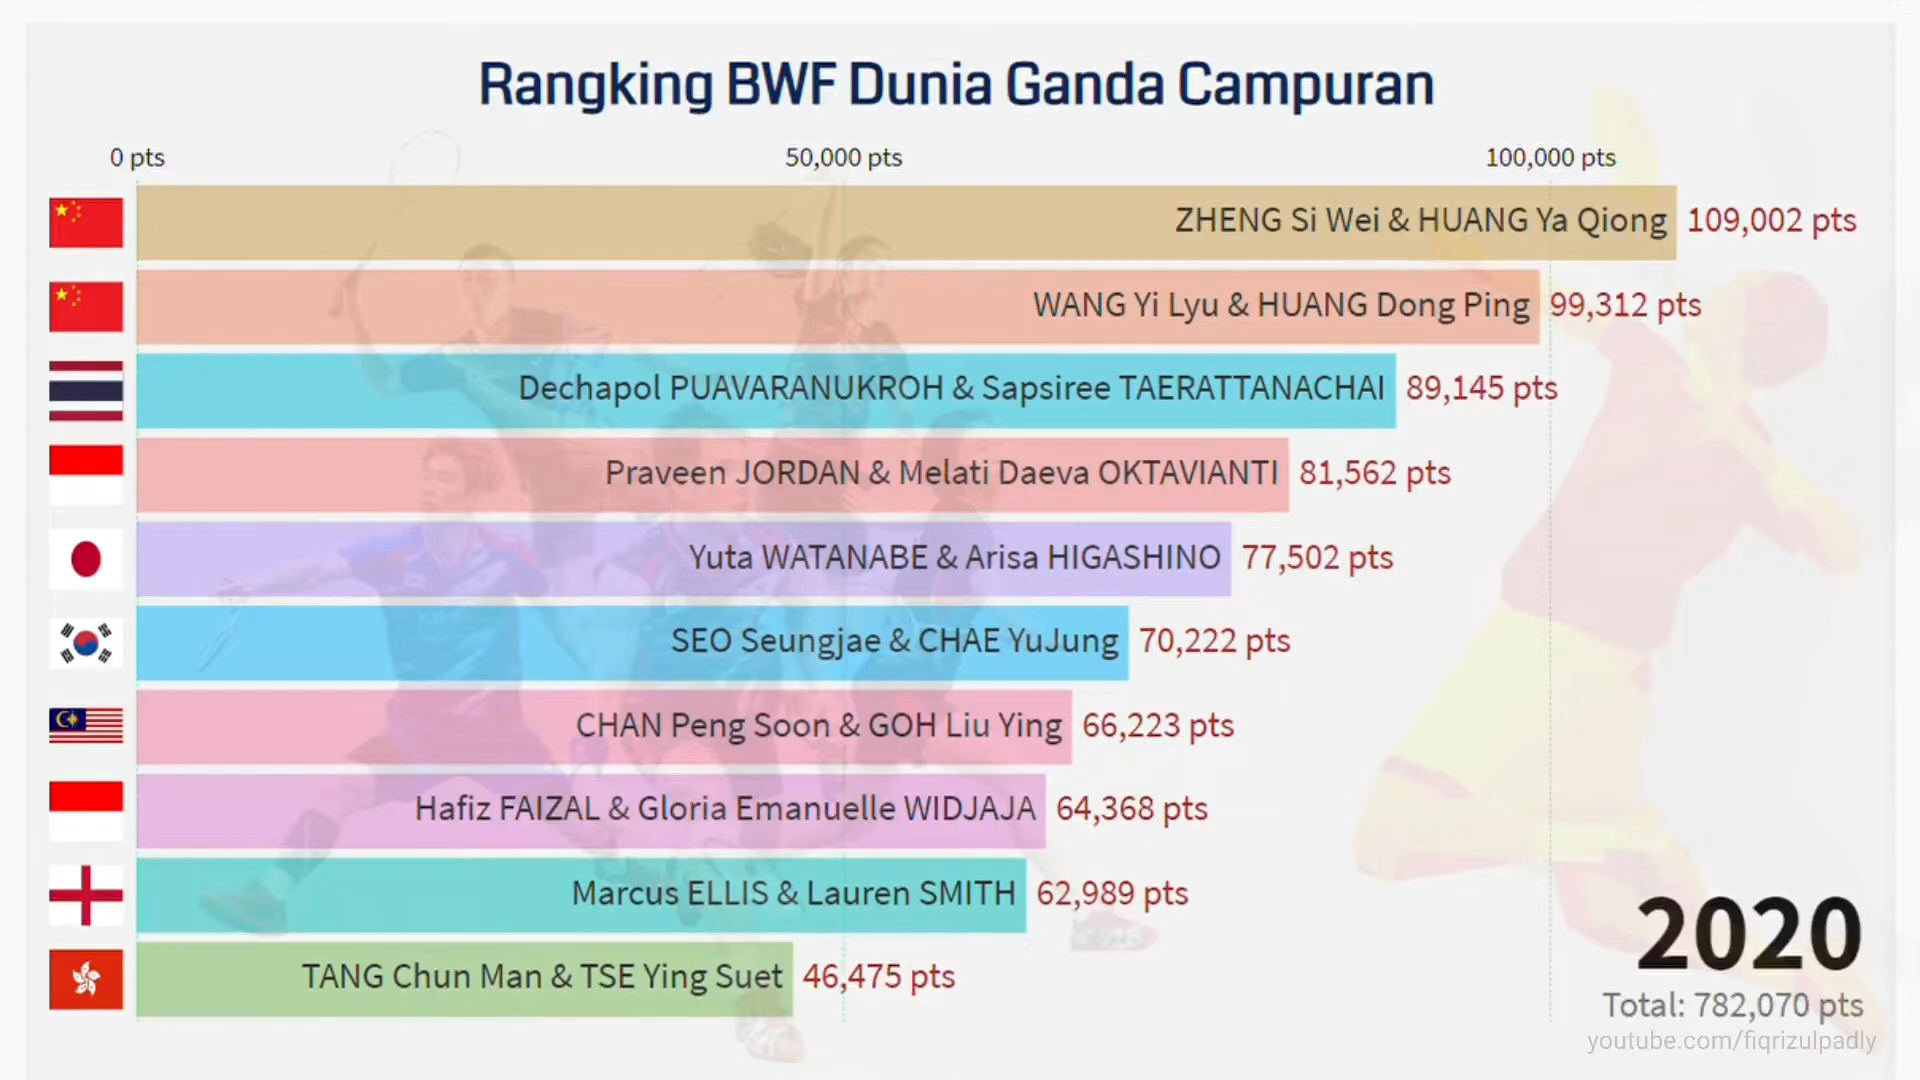 Rangking BWF Dunia Ganda Campuran
0 pts 50,000 pts 100,000 pts
ZHENG Si Wei & HUANG Ya Qiong 109,002 pts
WANG Yi Lyu & HUANG Dong Ping 99,312 pts
Dechapol PUAVARANUKROH & Sapsiree TAERATTANACHAI 89,145 pts
Praveen JORDAN & Melati Daeva OKTAVIANTI 81,562 pts
Yuta WATANABE & Arisa HIGASHINO 77,502 pts
SEO Seungjae & CHAE YuJung 70,222 pts
CHAN Peng Soon & GOH Liu Ying 66,223 pts
Hafiz FAIZAL & Gloria Emanuelle WIDJAJA 64,368 pts
Marcus ELLIS & Lauren SMITH 62,989 pts
TANG Chun Man & TSE Ying Suet 46,475 pts
2020
Total: 782,070 pts
youtube.com/fiqrizulpadly